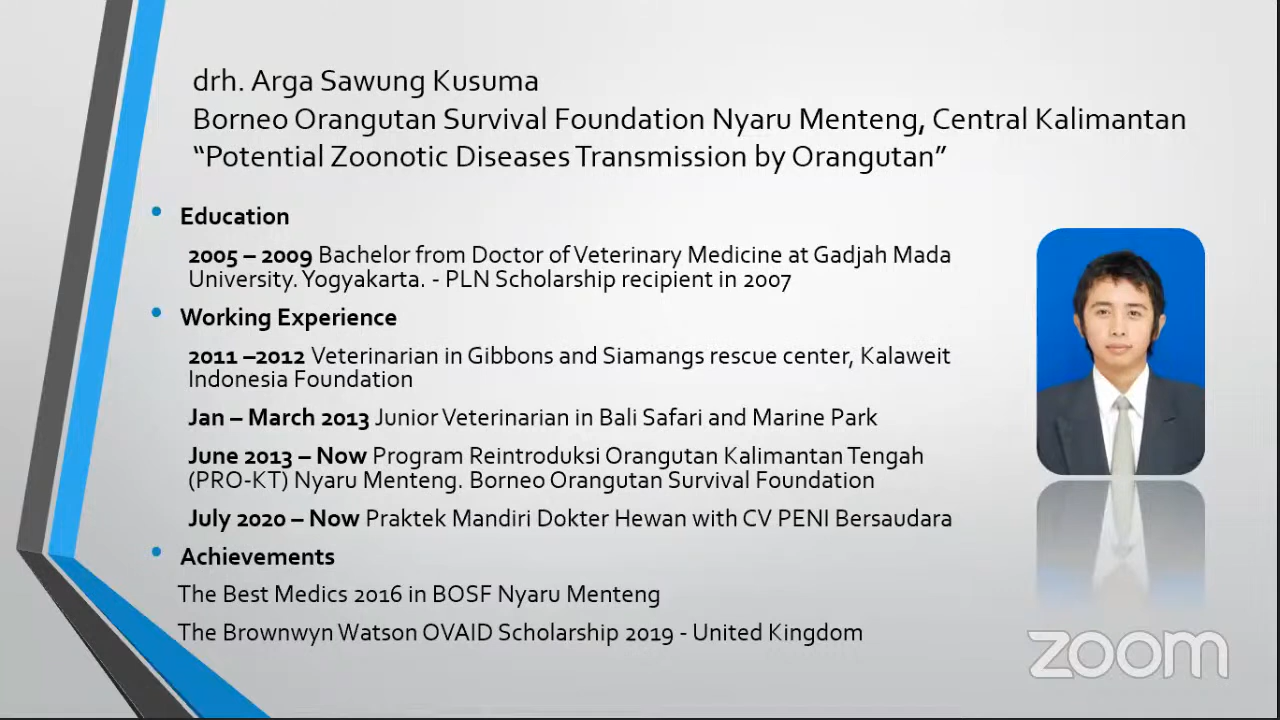 drh. Arga Sawung Kusuma
Borneo Orangutan Survival Foundation Nyaru Menteng, Central Kalimantan
“Potential Zoonotic Diseases Transmission by Orangutan”
• Education
2005 – 2009 Bachelor from Doctor of Veterinary Medicine at Gadjah Mada
University. Yogyakarta. - PLN Scholarship recipient in 2007
• Working Experience
2011 –2012 Veterinarian in Gibbons and Siamangs rescue center, Kalaweit
Indonesia Foundation
Jan – March 2013 Junior Veterinarian in Bali Safari and Marine Park
June 2013 – Now Program Reintroduksi Orangutan Kalimantan Tengah
(PRO-KT) Nyaru Menteng. Borneo Orangutan Survival Foundation
July 2020 – Now Praktek Mandiri Dokter Hewan with CV PENI Bersaudara
• Achievements
The Best Medics 2016 in BOSF Nyaru Menteng
The Brownwyn Watson OVAID Scholarship 2019 - United Kingdom
zoom